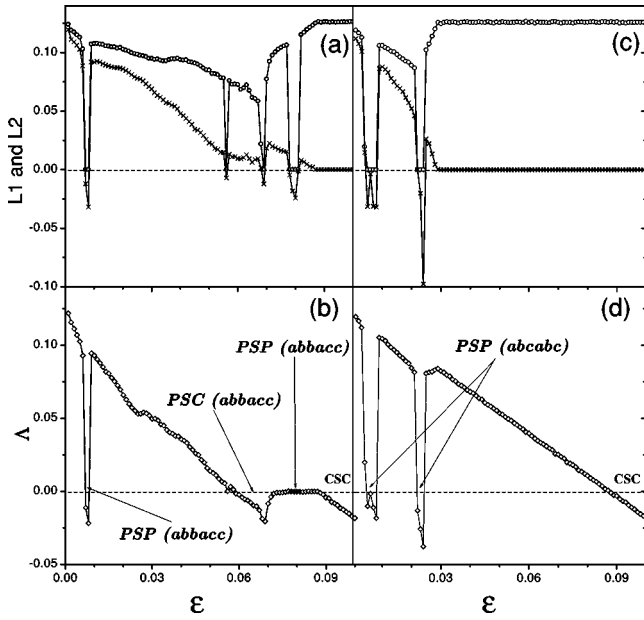 (a)
(c)
L1 and L2
0.10
0.05
0.00
-0.05
-0.10
(b)
(d)
PSP (abbacc)
PSP (abcabc)
PSC (abbacc)
CSC
CSC
PSP (abbacc)
Λ
0.10
0.05
0.00
-0.05
0.00
0.03
0.06
0.09
0.00
0.03
0.06
0.09
ε
ε